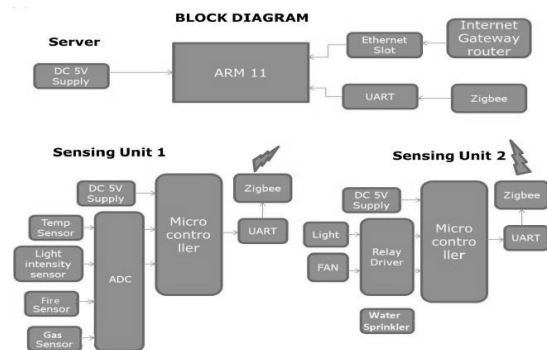 BLOCK DIAGRAM
Server
DC 5V
Supply
ARM 11
Ethernet
Slot
Internet
Gateway
router
UART
Zigbee
Sensing Unit 1
DC 5V
Supply
Temp
Sensor
Light
intensity
sensor
Fire
Sensor
Gas
Sensor
ADC
Micro
contro
ller
Zigbee
UART
Sensing Unit 2
DC 5V
Supply
Light
FAN
Relay
Driver
Water
Sprinkler
Micro
contro
ller
Zigbee
UART